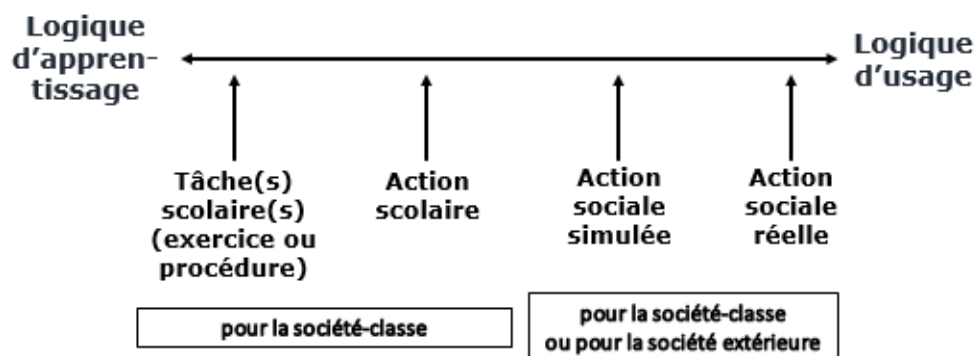 Logique
d'appren-
tissage
Logique
d'usage
Tâche(s)
scolaire(s)
(exercice ou
procédure)
Action
scolaire
Action
sociale
simulée
Action
sociale
réelle
pour la société-classe
pour la société-classe
ou pour la société extérieure